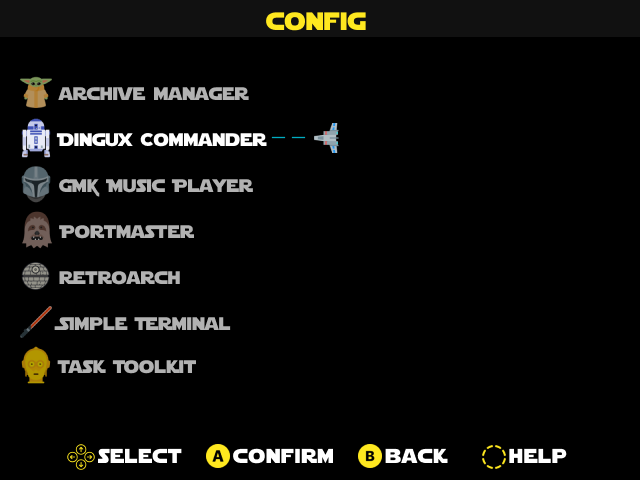 CONFIG
ARCHIVE MANAGER
DINGUX COMMANDER
GMK MUSIC PLAYER
PORTMASTER
RETROARCH
SIMPLE TERMINAL
TASK TOOLKIT
SELECT A CONFIRM B BACK HELP